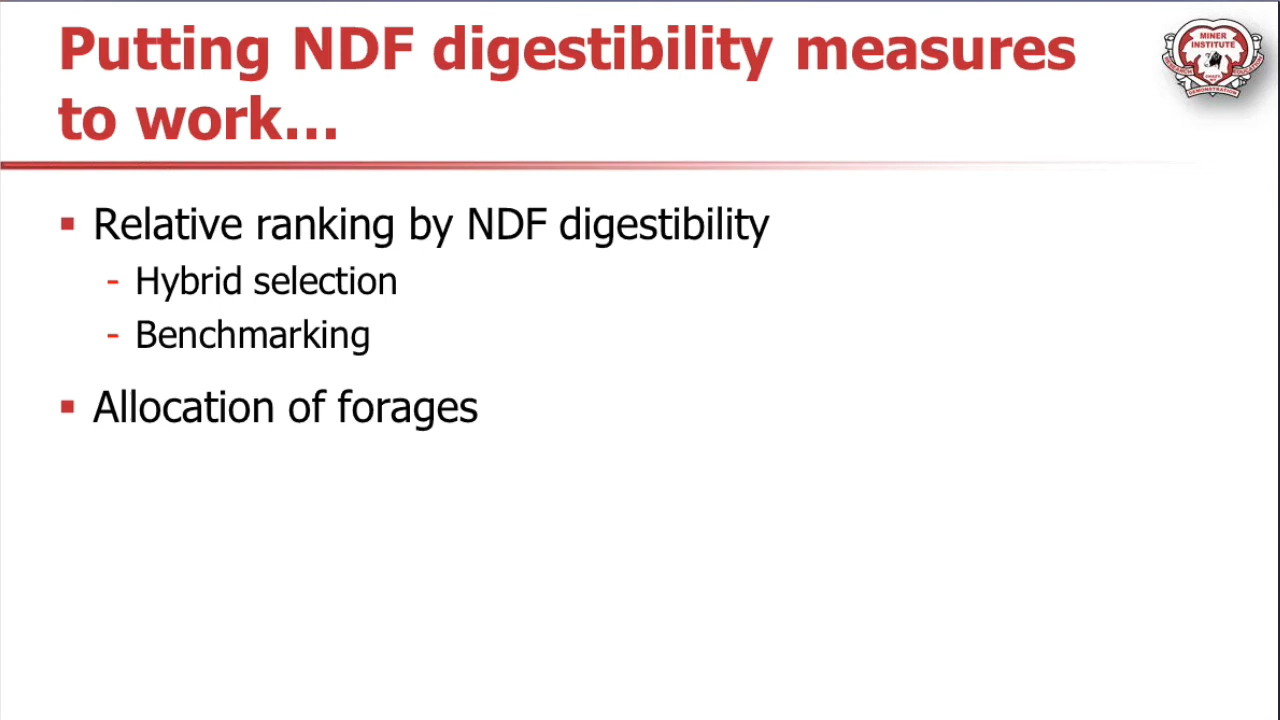 Putting NDF digestibility measures
to work...
MINER
INSTITUTE
DEMONSTRATION
▪ Relative ranking by NDF digestibility
- Hybrid selection
- Benchmarking
▪ Allocation of forages